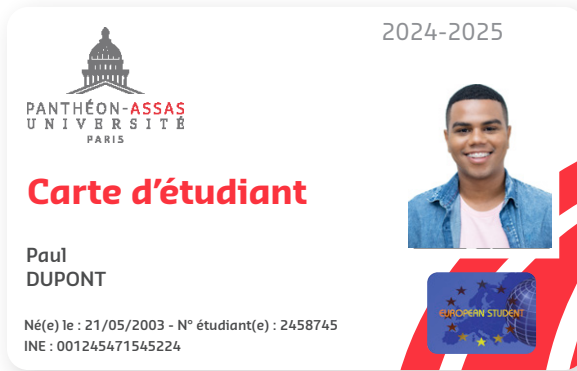 2024-2025
PANTHÉON-ASSAS
UNIVERSITÉ
PARIS
Carte d'étudiant
Paul
DUPONT
Né(e) le : 21/05/2003 - N° étudiant(e) : 2458745
INE : 001245471545224
EUROPEAN STUDENT